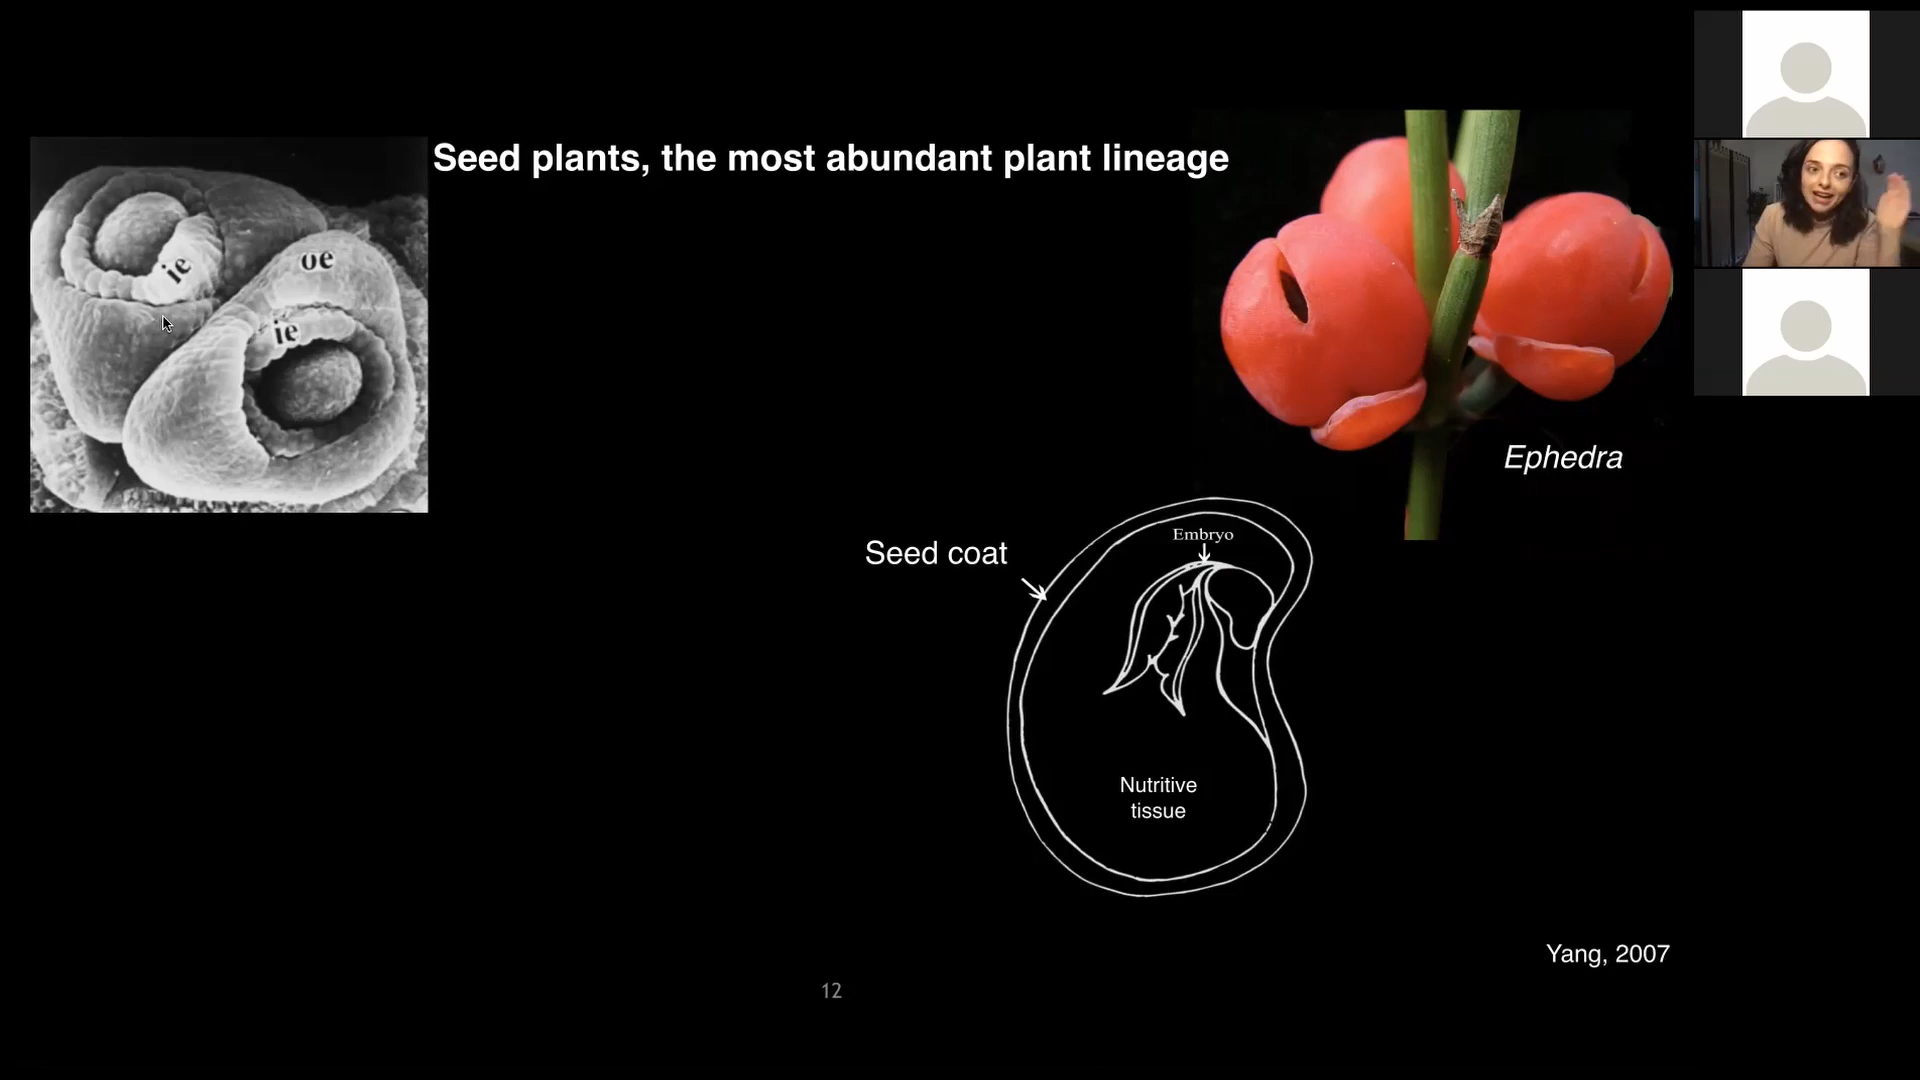 Seed plants, the most abundant plant lineage
ie
oe
ie
Ephedra
Seed coat
Embryo
Nutritive
tissue
Yang, 2007
12